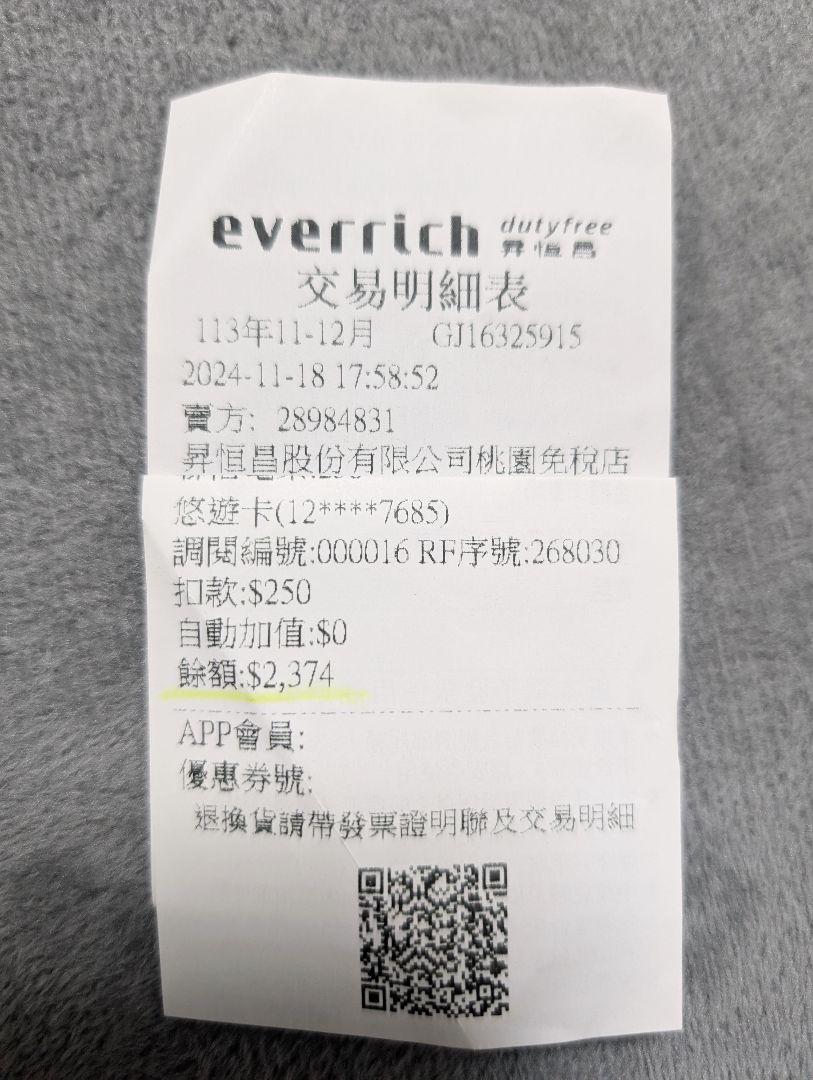 everrich dutyfree
昇恆昌
交易明細表
113年11-12月 GJ16325915
2024-11-18 17:58:52
賣方: 28984831
昇恆昌股份有限公司桃園免稅店
悠遊卡(12****7685)
調閱編號:000016 RF序號:268030
扣款:$250
自動加值:$0
餘額:$2,374
APP會員:
優惠券號:
退換貨請帶發票證明聯及交易明細